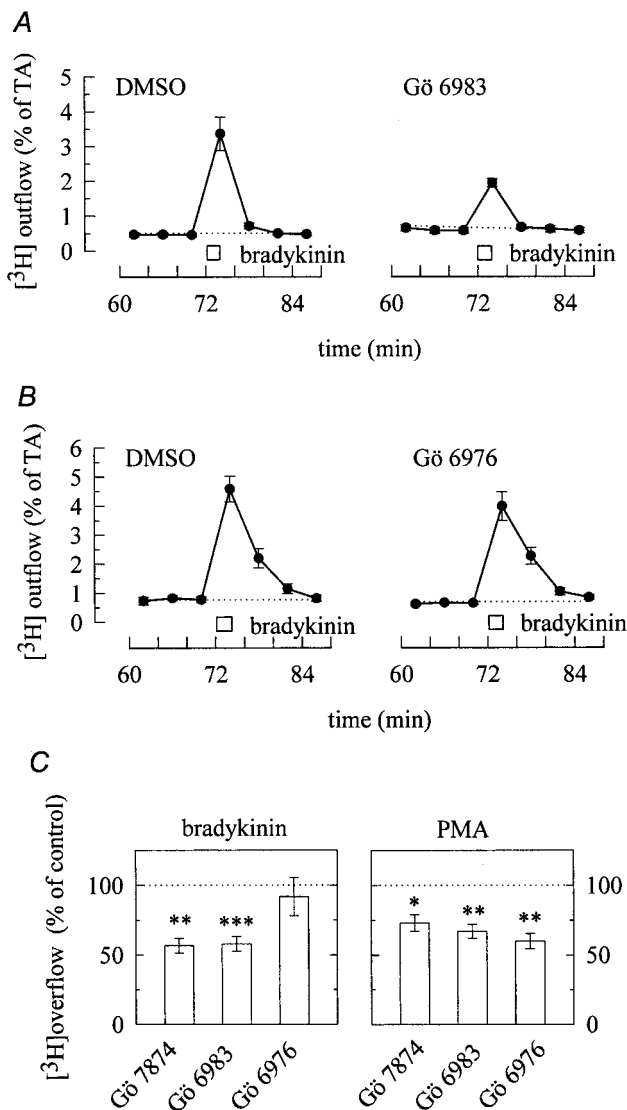 A
DMSO
Gö 6983
[³H] outflow (% of TA)
5
4
3
2
1
0
bradykinin
bradykinin
60 72 84 60 72 84
time (min)
B
DMSO
Gö 6976
[³H] outflow (% of TA)
6
5
4
3
2
1
0
bradykinin
bradykinin
60 72 84 60 72 84
time (min)
C
bradykinin PMA
[³H]overflow (% of control)
100 100
** *** * ** **
50 50
0 0
Gö 7874 Gö 6983 Gö 6976 Gö 7874 Gö 6983 Gö 6976